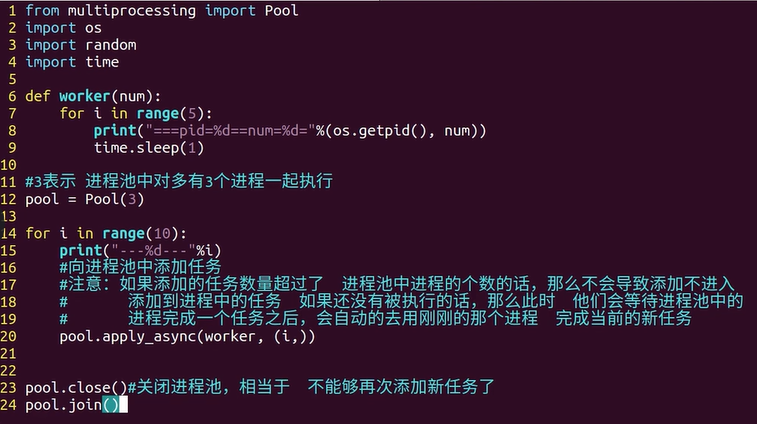 1 from multiprocessing import Pool
2 import os
3 import random
4 import time
5
6 def worker(num):
7     for i in range(5):
8         print("===pid=%d==num=%d="%(os.getpid(), num))
9         time.sleep(1)
10
11 #3表示 进程池中对多有3个进程一起执行
12 pool = Pool(3)
13
14 for i in range(10):
15     print("---%d---"%i)
16     #向进程池中添加任务
17     #注意：如果添加的任务数量超过了  进程池中进程的个数的话，那么不会导致添加不进入
18     #       添加到进程中的任务  如果还没有被执行的话，那么此时  他们会等待进程池中的
19     #       进程完成一个任务之后，会自动的去用刚刚的那个进程  完成当前的新任务
20     pool.apply_async(worker, (i,))
21
22
23 pool.close()#关闭进程池，相当于  不能够再次添加新任务了
24 pool.join()